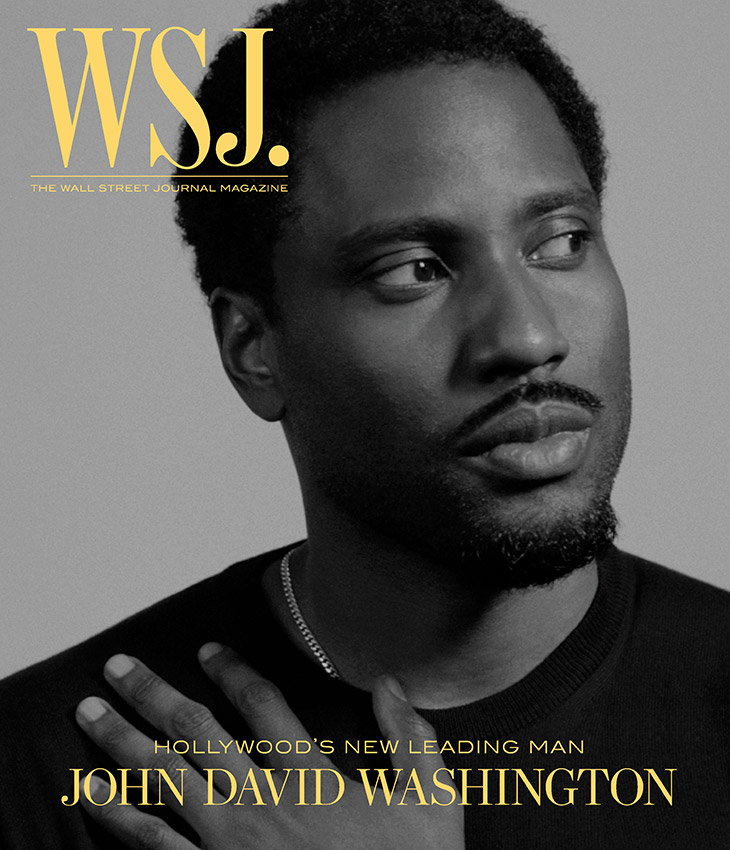 WSJ.
THE WALL STREET JOURNAL MAGAZINE
HOLLYWOOD'S NEW LEADING MAN
JOHN DAVID WASHINGTON